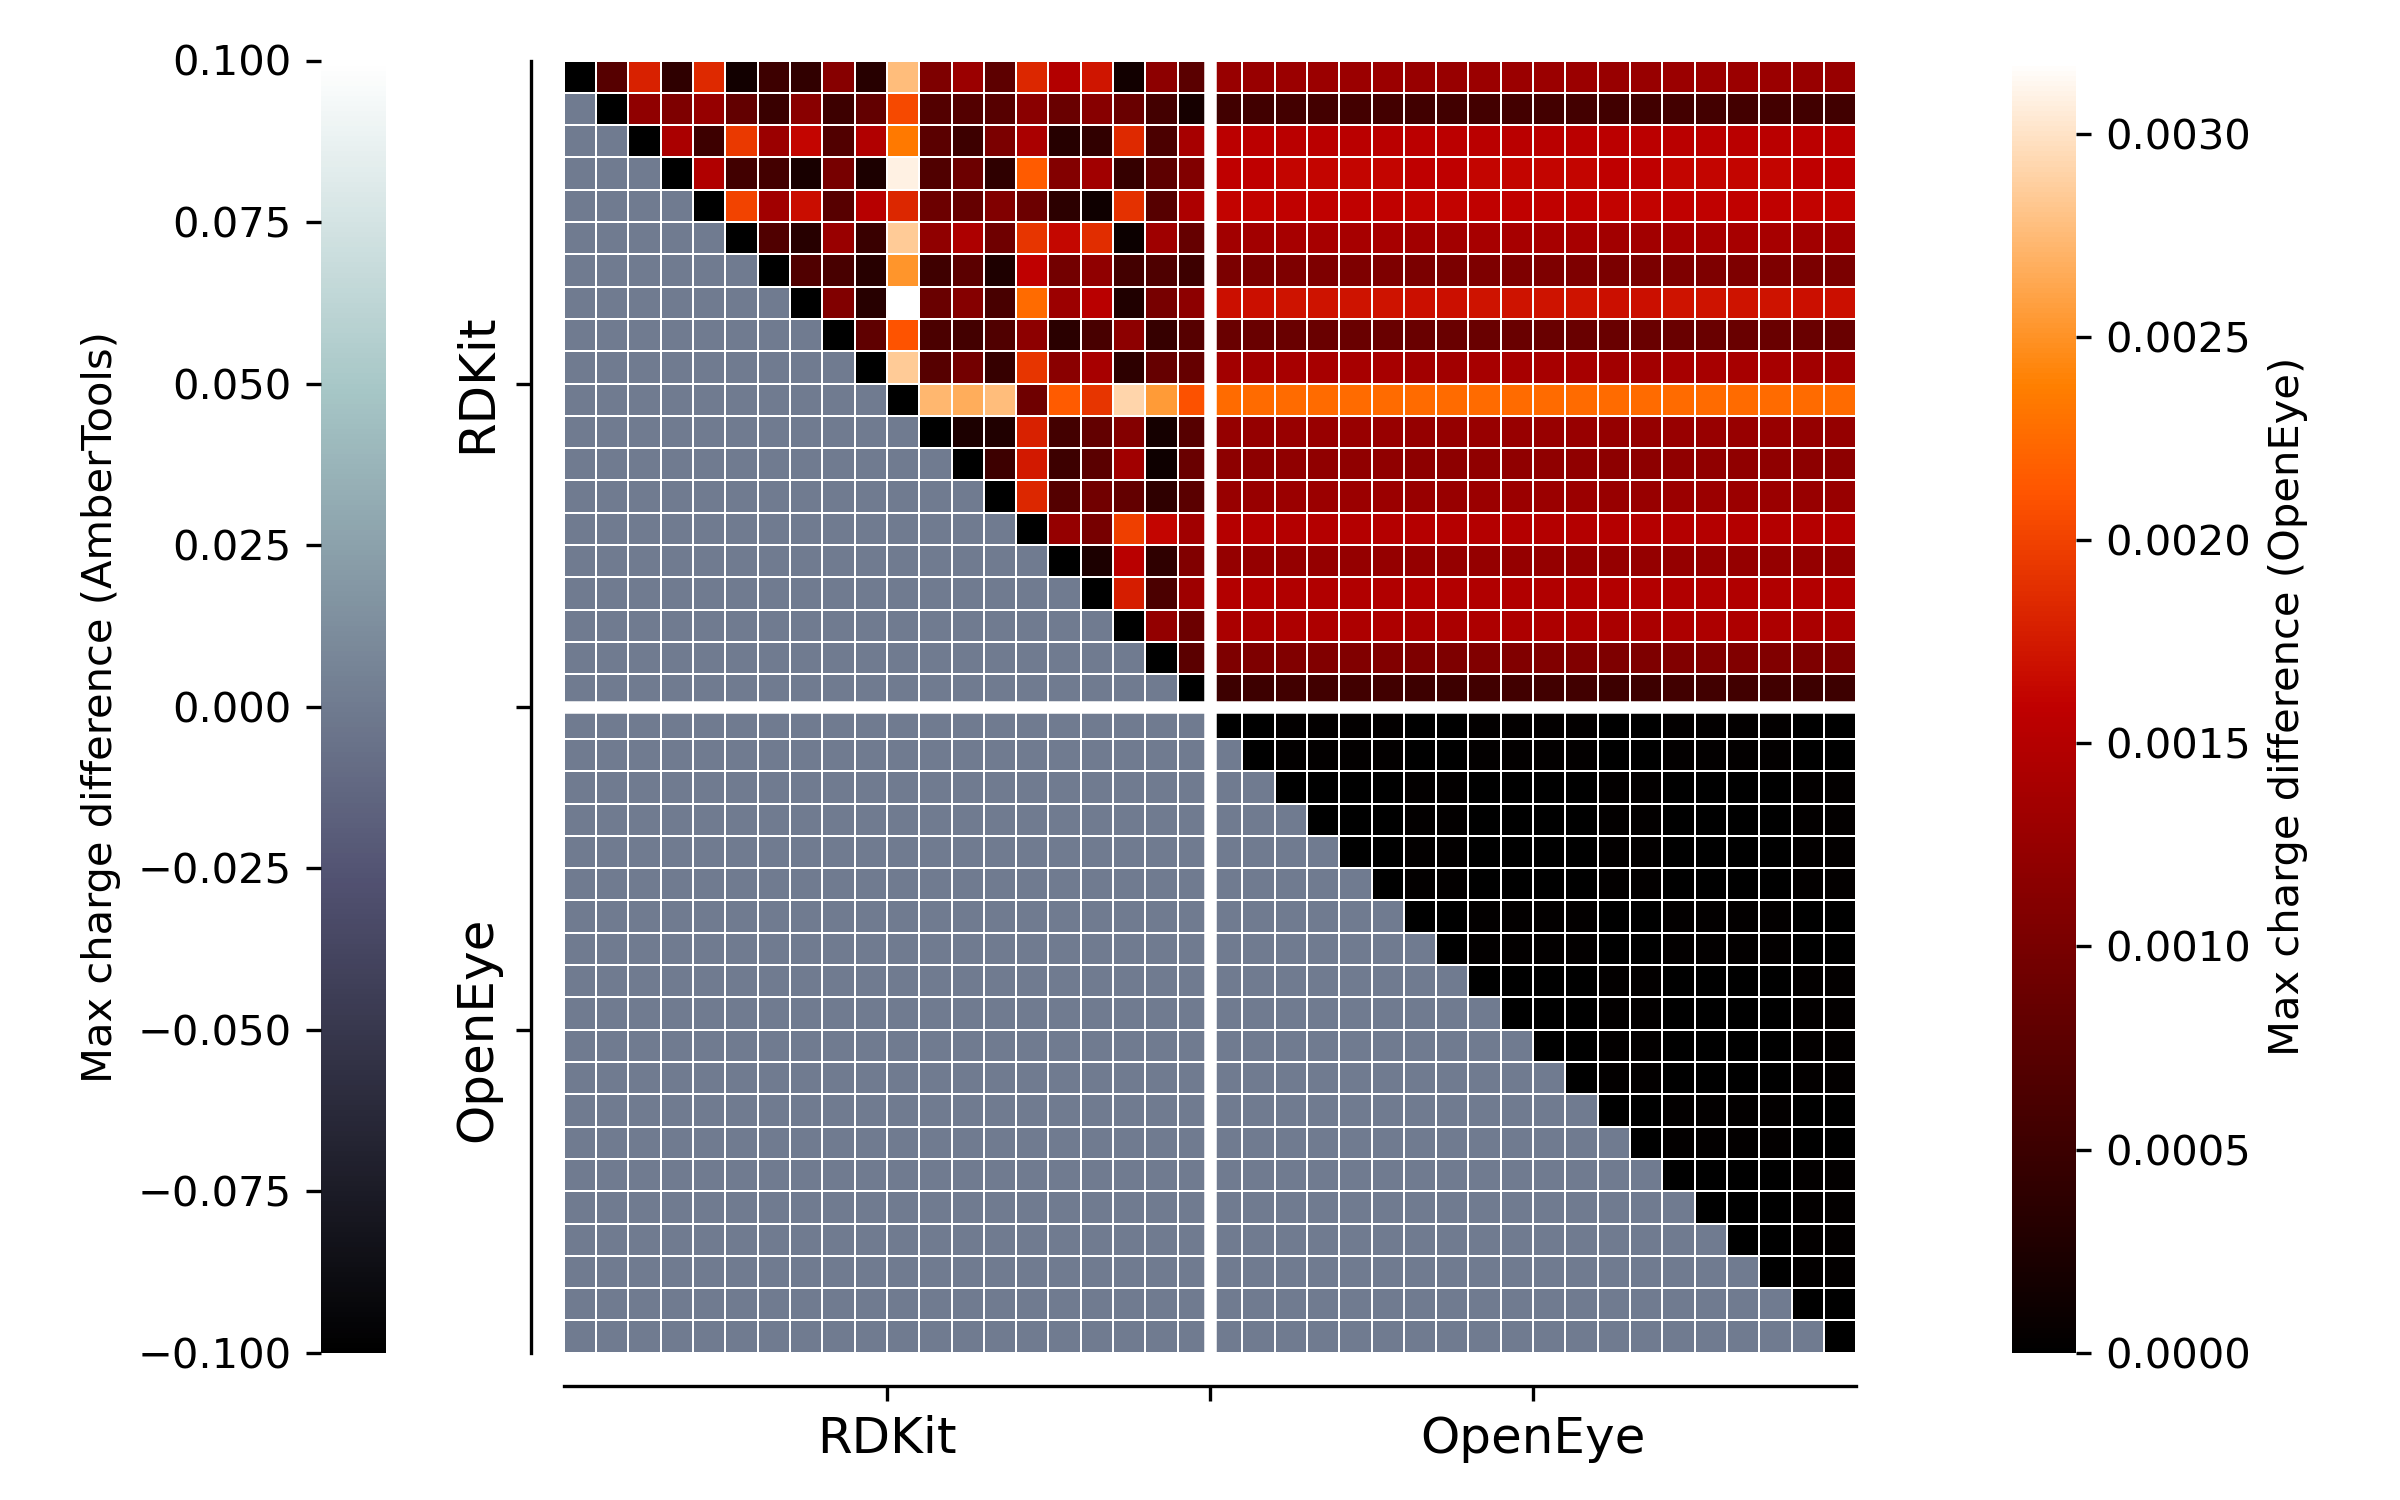 Max charge difference (AmberTools)
0.100
0.075
0.050
0.025
0.000
−0.025
−0.050
−0.075
−0.100
RDKit
OpenEye
RDKit
OpenEye
0.0030
0.0025
0.0020
0.0015
0.0010
0.0005
0.0000
Max charge difference (OpenEye)